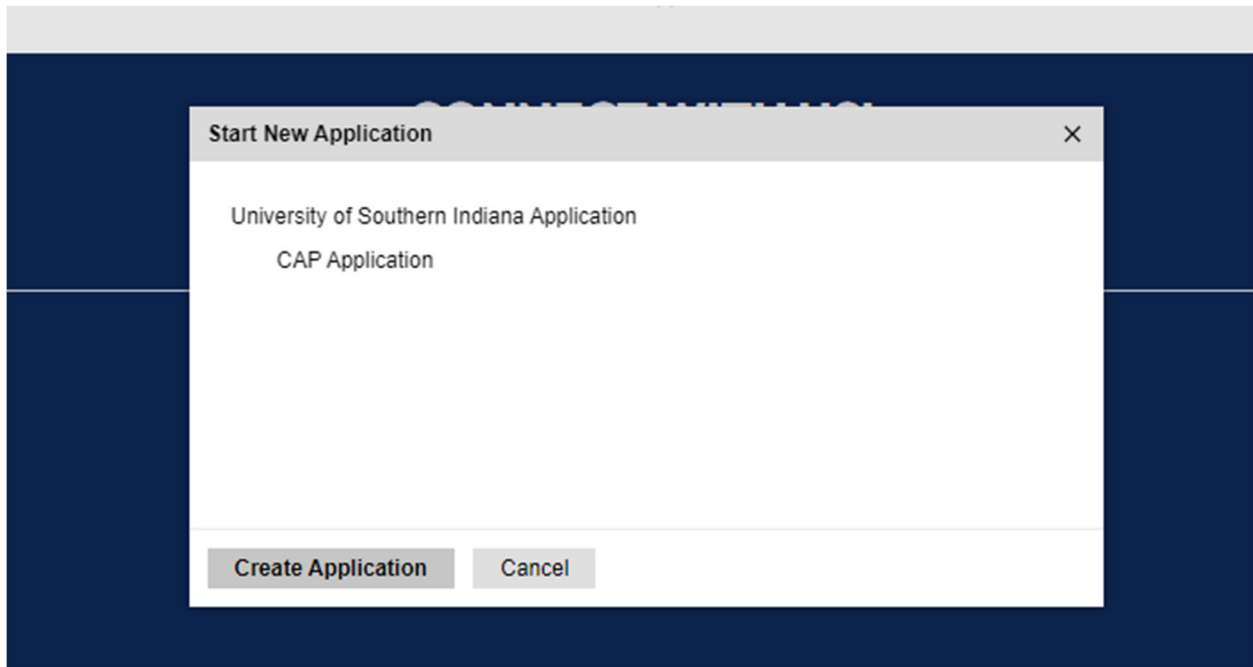 Start New Application
University of Southern Indiana Application
CAP Application
Create Application
Cancel